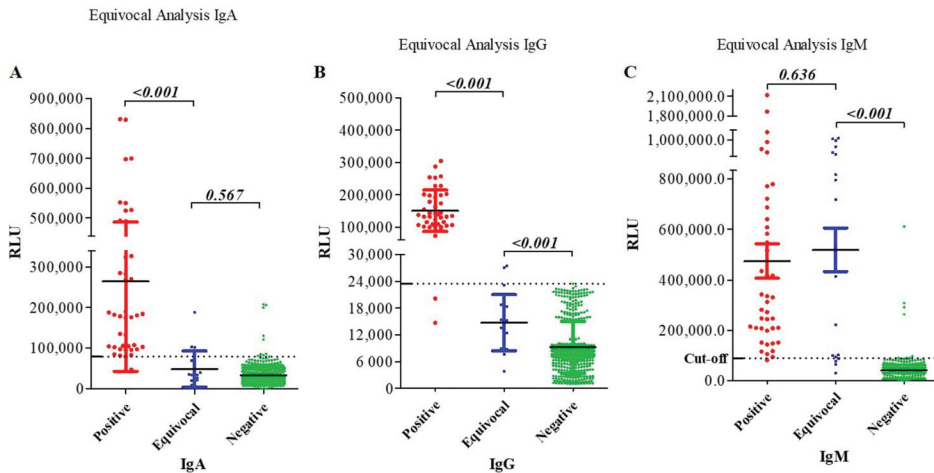 Equivocal Analysis IgA
A
<0.001
0.567
RLU
900,000
800,000
700,000
600,000
500,000
300,000
200,000
100,000
0
Positive
Equivocal
Negative
IgA
Equivocal Analysis IgG
B
<0.001
<0.001
RLU
500,000
400,000
300,000
200,000
100,000
30,000
24,000
18,000
12,000
6,000
0
Positive
Equivocal
Negative
IgG
Equivocal Analysis IgM
C
0.636
<0.001
RLU
2,100,000.0
1,800,000.0
1,000,000.0
800,000.0
600,000.0
400,000.0
200,000.0
Cut-off
0.0
Positive
Equivocal
Negative
IgM